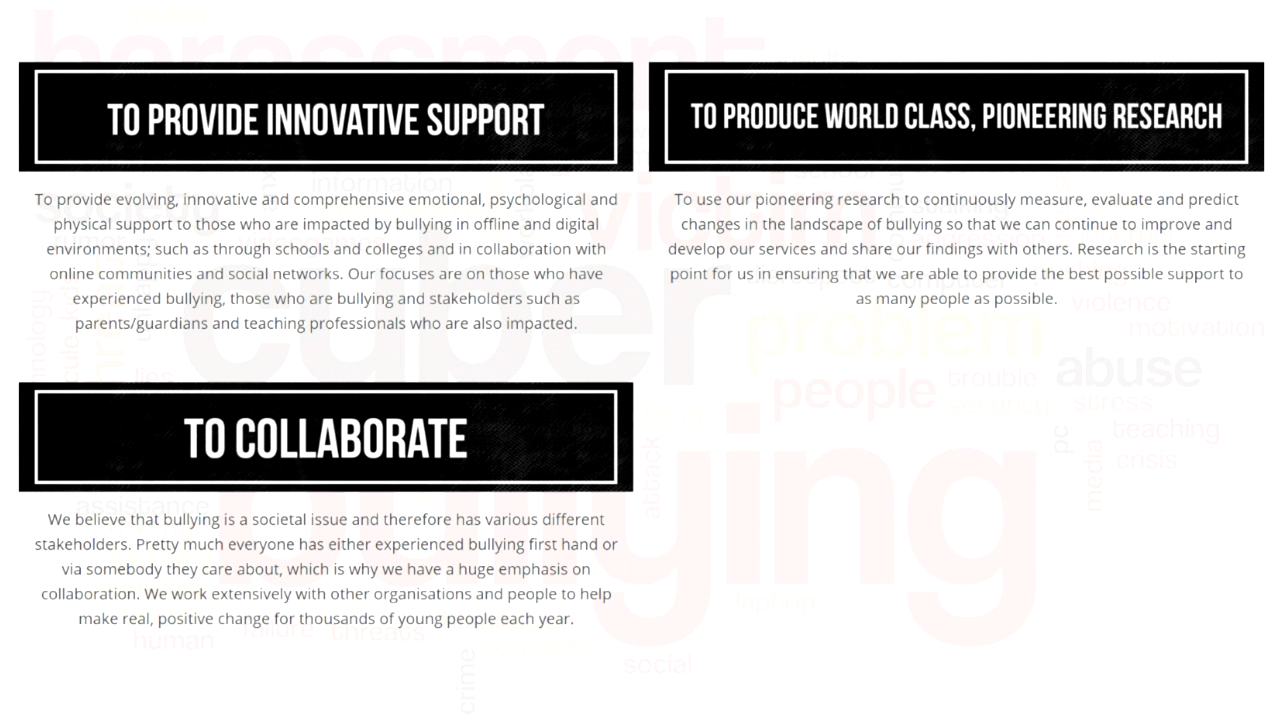 TO PROVIDE INNOVATIVE SUPPORT
To provide evolving, innovative and comprehensive emotional, psychological and
physical support to those who are impacted by bullying in offline and digital
environments; such as through schools and colleges and in collaboration with
online communities and social networks. Our focuses are on those who have
experienced bullying, those who are bullying and stakeholders such as
parents/guardians and teaching professionals who are also impacted.
TO PRODUCE WORLD CLASS, PIONEERING RESEARCH
To use our pioneering research to continuously measure, evaluate and predict
changes in the landscape of bullying so that we can continue to improve and
develop our services and share our findings with others. Research is the starting
point for us in ensuring that we are able to provide the best possible support to
as many people as possible.
TO COLLABORATE
We believe that bullying is a societal issue and therefore has various different
stakeholders. Pretty much everyone has either experienced bullying first hand or
via somebody they care about, which is why we have a huge emphasis on
collaboration. We work extensively with other organisations and people to help
make real, positive change for thousands of young people each year.
harassment
information
cyber
problem
computer
violence
motivation
people
trouble
abuse
security
stress
teaching
crisis
pc
media
attack
bullying
assistance
laptop
human
failure
threats
crime
social